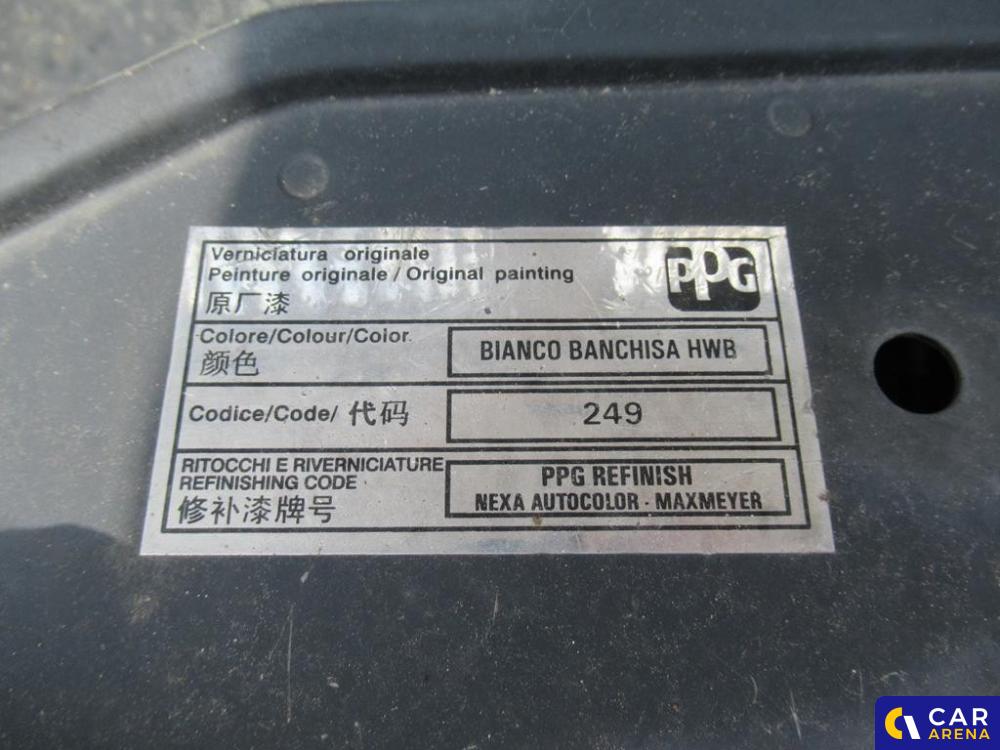 Verniciatura originale
Peinture originale / Original painting
原厂漆
PPG
Colore/Colour/Color
颜色
BIANCO BANCHISA HWB
Codice/Code/ 代码
249
RITOCCHI E RIVERNICIATURE
REFINISHING CODE
修补漆牌号
PPG REFINISH
NEXA AUTOCOLOR - MAXMEYER
CAR
ARENA